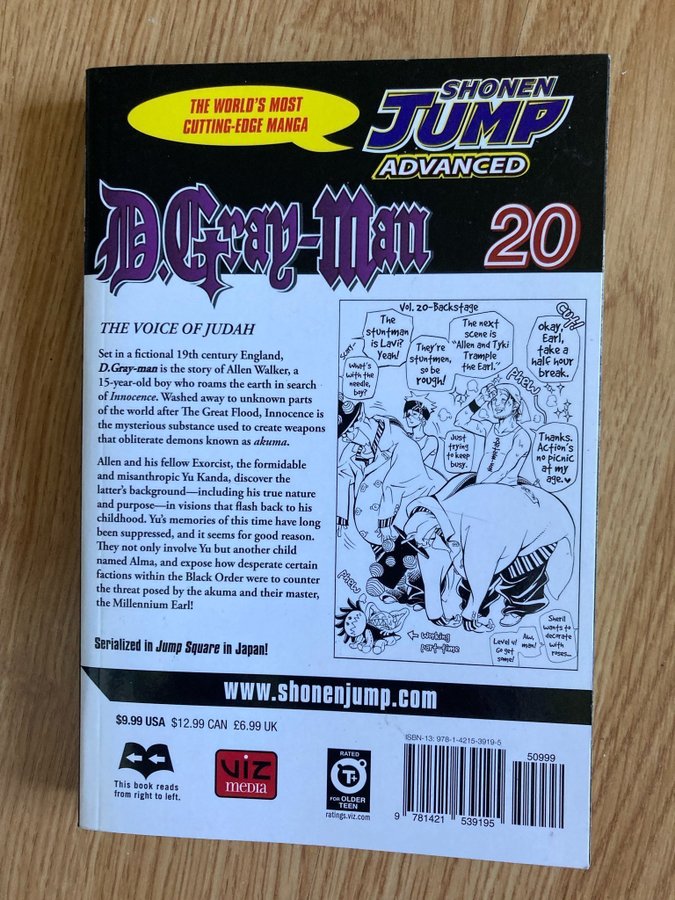 THE WORLD'S MOST
CUTTING-EDGE MANGA
SHONEN
JUMP
ADVANCED
D.Gray-Man
20
THE VOICE OF JUDAH
Set in a fictional 19th century England,
D.Gray-man is the story of Allen Walker, a
15-year-old boy who roams the earth in search
of Innocence. Washed away to unknown parts
of the world after The Great Flood, Innocence is
the mysterious substance used to create weapons
that obliterate demons known as akuma.
Allen and his fellow Exorcist, the formidable
and misanthropic Yu Kanda, discover the
latter's background—including his true nature
and purpose—in visions that flash back to his
childhood. Yu's memories of this time have long
been suppressed, and it seems for good reason.
They not only involve Yu but another child
named Alma, and expose how desperate certain
factions within the Black Order were to counter
the threat posed by the akuma and their master,
the Millennium Earl!
Serialized in Jump Square in Japan!
Vol. 20-Backstage
CUH!
okay,
Earl,
take a
half hour
break.
The next
scene is
"Allen and Tyki
Trample
the Earl."
They're
stuntmen,
so be
rough!
The
stuntman
is Lavi?
Yeah!
Scary~
What's
with the
needle,
boy?
PHEW
Just
trying
to keep
busy.
Thanks.
Action's
no picnic
at my
age.♥
PHEW
← Working
part-time
Level 4!
Go get
some!
Aw,
man!
Sheril
wants to
decorate
with
roses...
www.shonenjump.com
$9.99 USA $12.99 CAN £6.99 UK
This book reads
from right to left.
VIZ
MEDIA
RATED
T+
FOR OLDER
TEEN
ratings.viz.com
ISBN-13: 978-1-4215-3919-5
50999
9 781421 539195